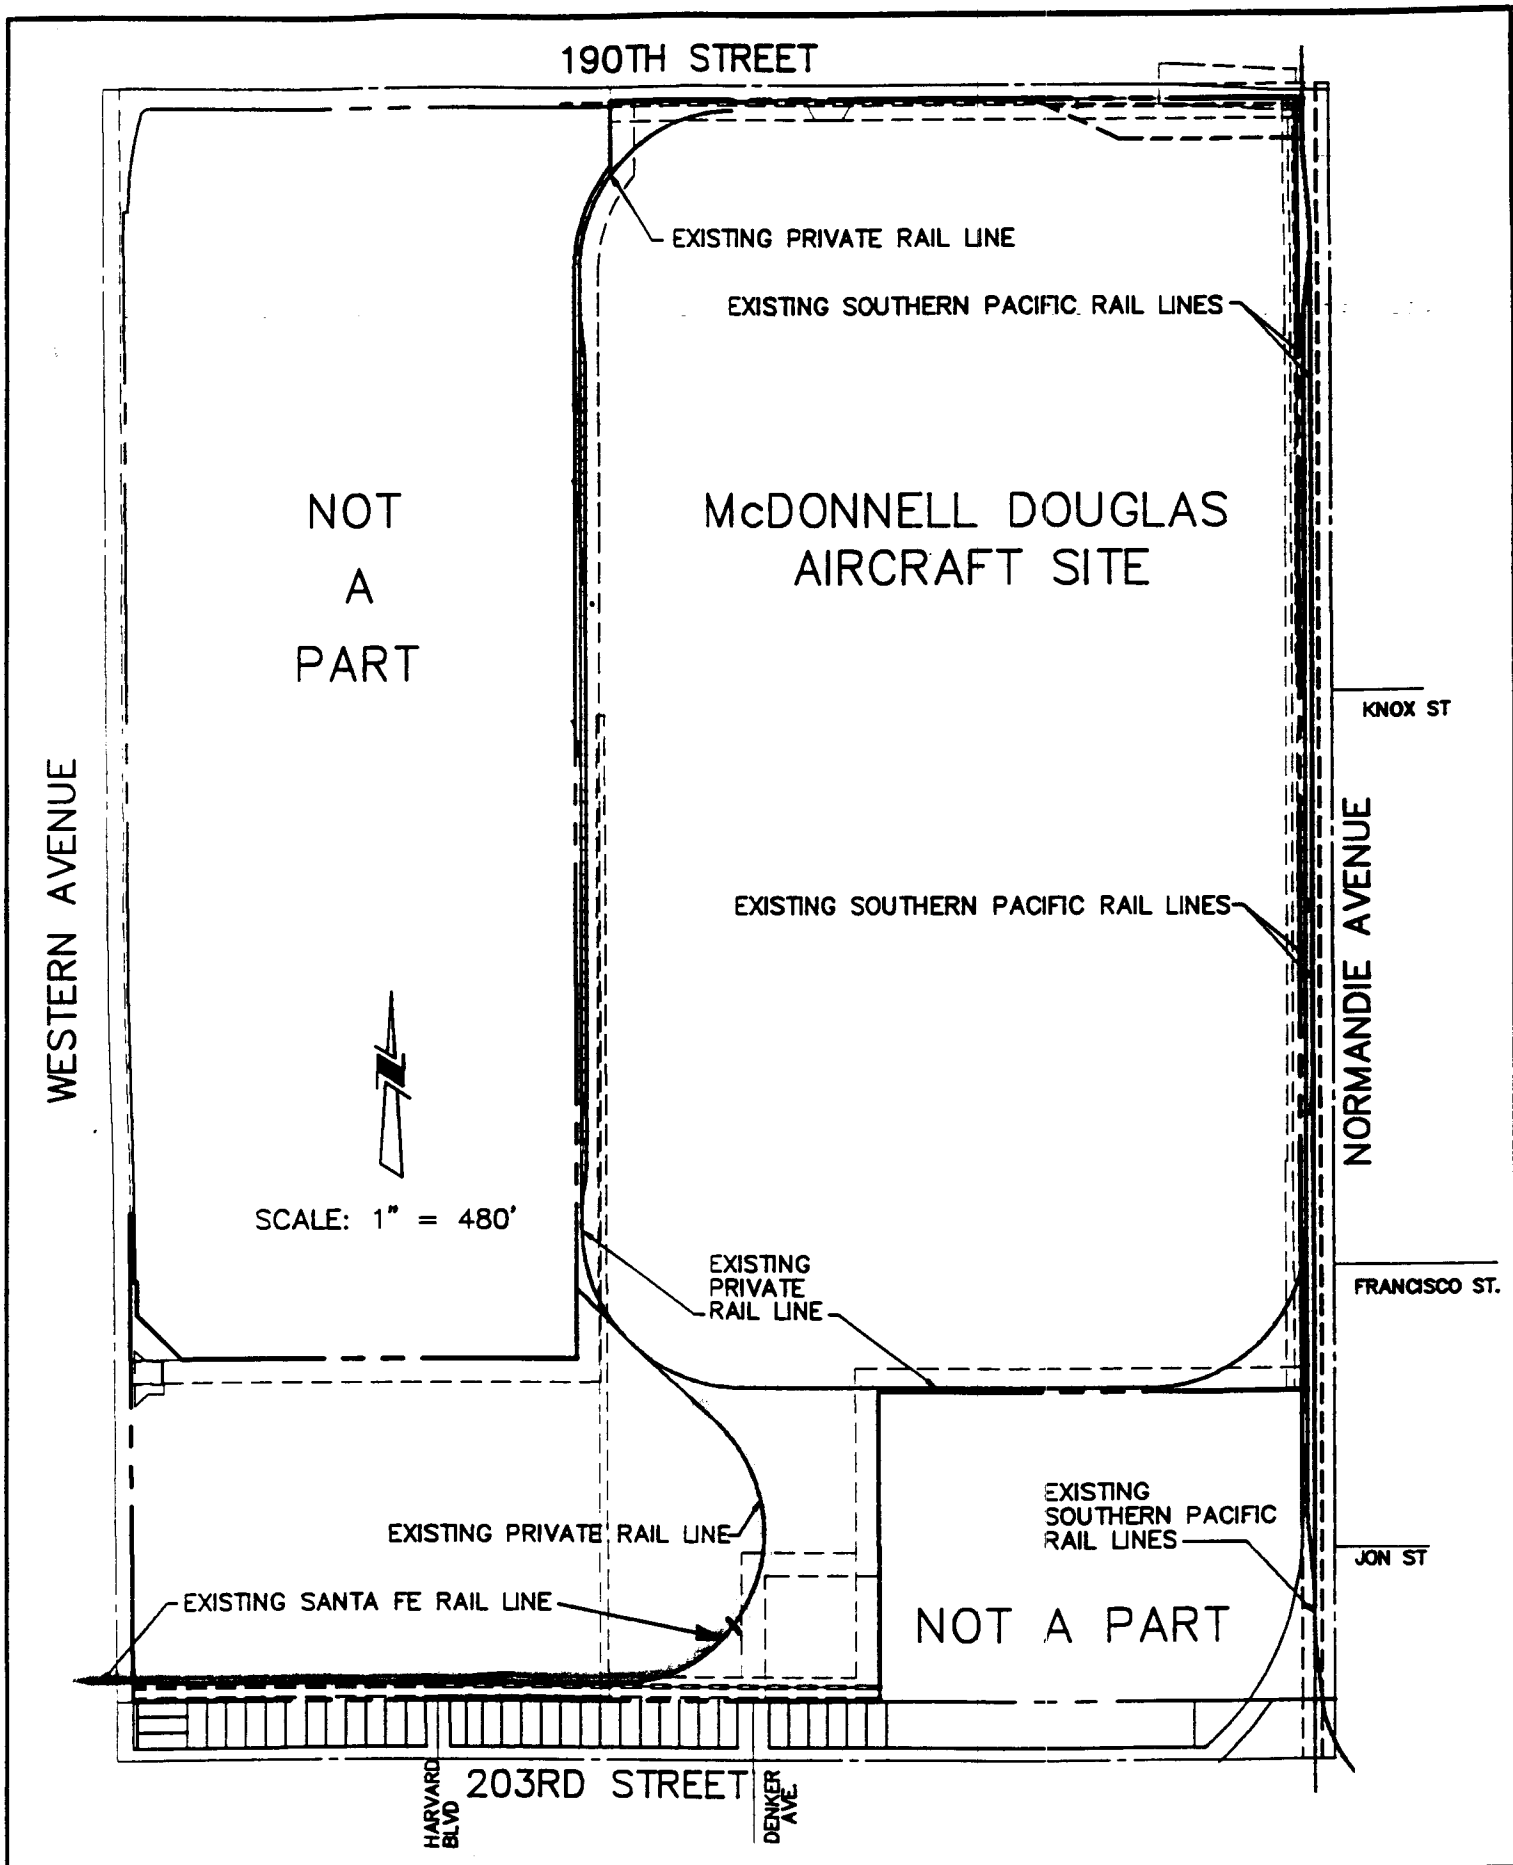 190TH STREET
EXISTING PRIVATE RAIL LINE
EXISTING SOUTHERN PACIFIC RAIL LINES
NOT
A
PART
McDONNELL DOUGLAS
AIRCRAFT SITE
KNOX ST
WESTERN AVENUE
NORMANDIE AVENUE
EXISTING SOUTHERN PACIFIC RAIL LINES
N
SCALE: 1" = 480'
EXISTING
PRIVATE
RAIL LINE
FRANCISCO ST.
EXISTING PRIVATE RAIL LINE
EXISTING
SOUTHERN PACIFIC
RAIL LINES
JON ST
EXISTING SANTA FE RAIL LINE
NOT A PART
203RD STREET
HARVARD
BLVD
DENKER
AVE.